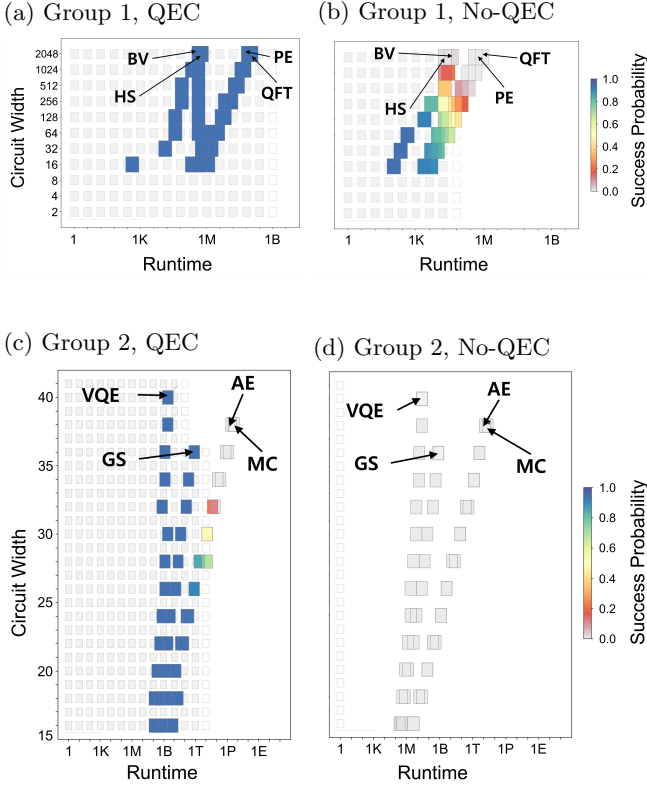 (a) Group 1, QEC
BV
PE
HS
QFT
Circuit Width
2048
1024
512
256
128
64
32
16
8
4
2
1
1K
1M
1B
Runtime
(b) Group 1, No-QEC
BV
QFT
HS
PE
1
1K
1M
1B
Runtime
1.0
0.8
0.6
0.4
0.2
0.0
Success Probability
(c) Group 2, QEC
VQE
AE
GS
MC
Circuit Width
40
35
30
25
20
15
1
1K
1M
1B
1T
1P
1E
Runtime
(d) Group 2, No-QEC
VQE
AE
GS
MC
1
1K
1M
1B
1T
1P
1E
Runtime
1.0
0.8
0.6
0.4
0.2
0.0
Success Probability